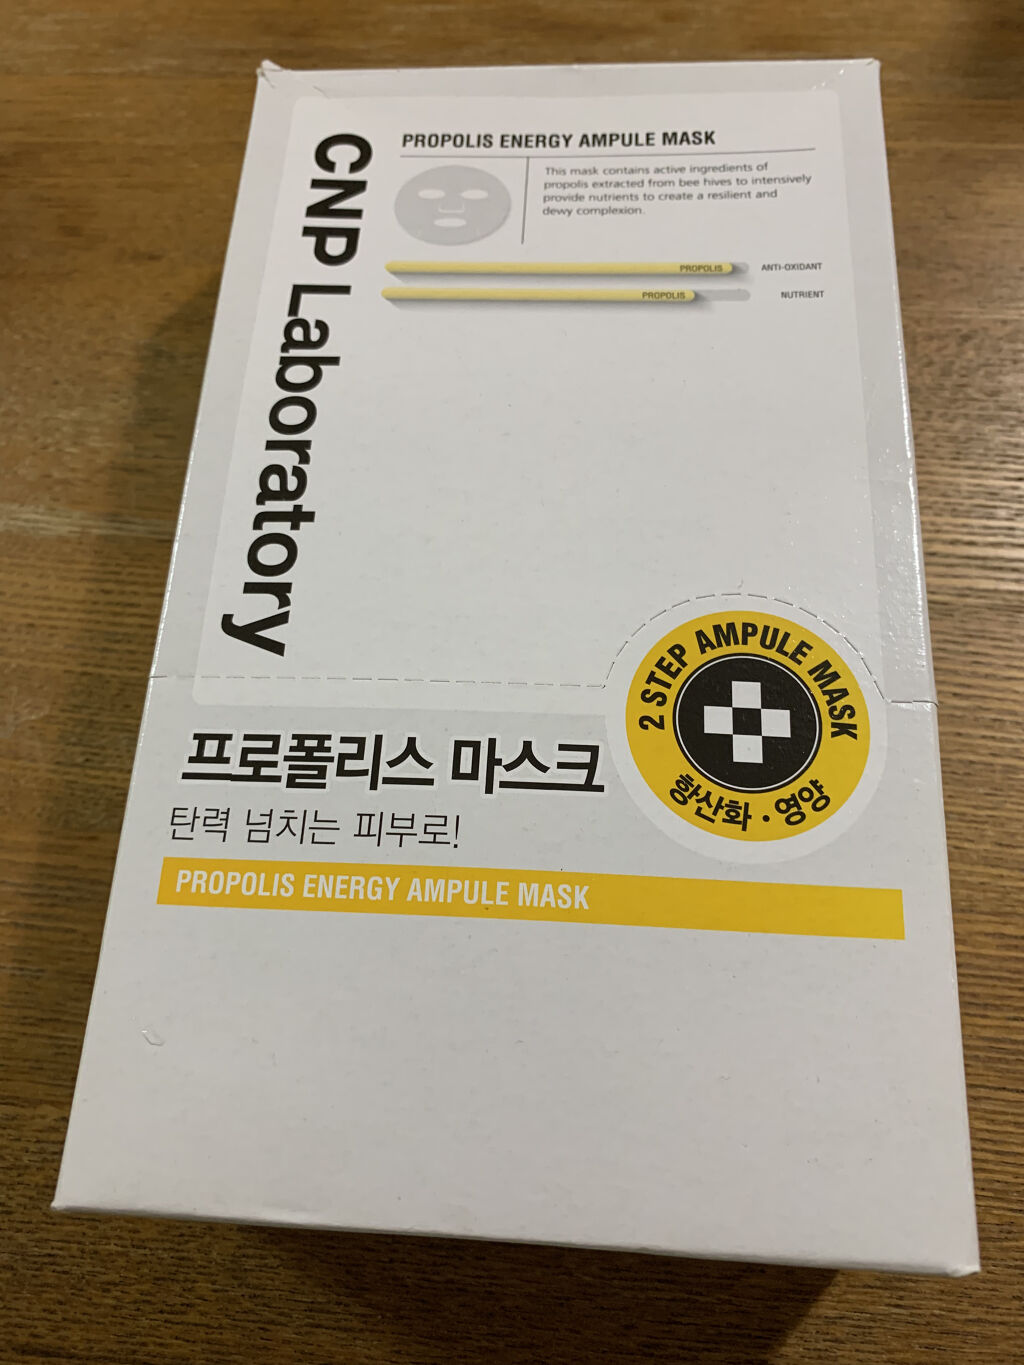 CNP Laboratory
PROPOLIS ENERGY AMPULE MASK
This mask contains active ingredients of
propolis extracted from bee hives to intensively
provide nutrients to create a resilient and
dewy complexion.
PROPOLIS ANTI-OXIDANT
PROPOLIS NUTRIENT
2 STEP AMPULE MASK
항산화 · 영양
프로폴리스 마스크
탄력 넘치는 피부로!
PROPOLIS ENERGY AMPULE MASK